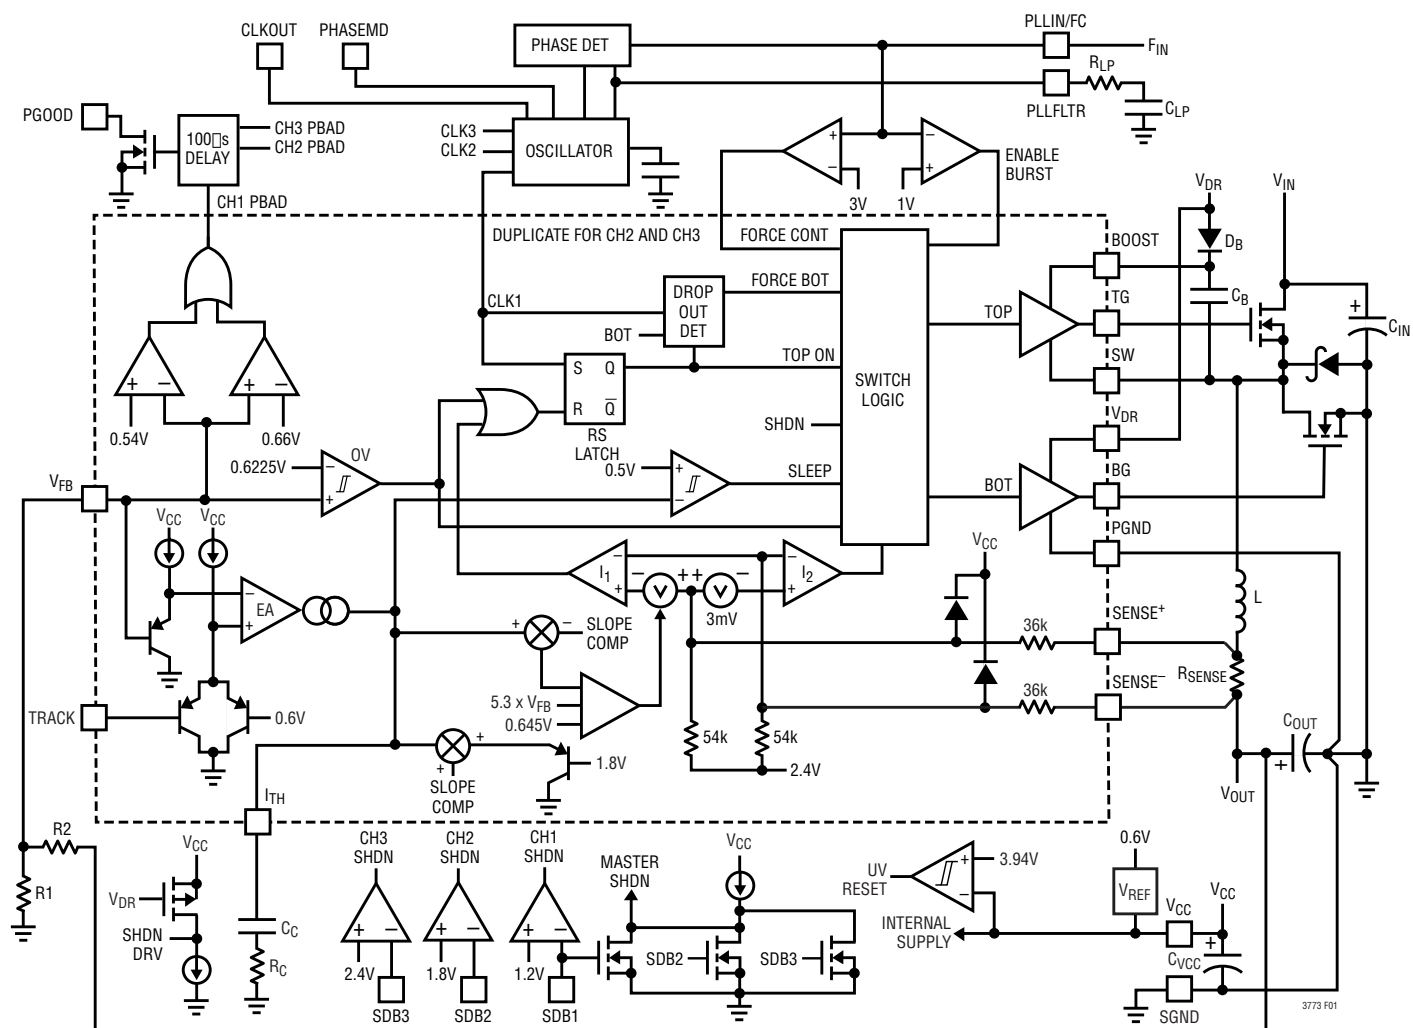 CLKOUT
PHASEMD
PLLIN/FC
PHASE DET
FIN
RLP
PLLFLTR
CLP
PGOOD
100▯s
DELAY
CH3 PBAD
CH2 PBAD
CLK3
CLK2
OSCILLATOR
+
−
−
+
ENABLE
BURST
3V
1V
CH1 PBAD
VDR
VIN
DUPLICATE FOR CH2 AND CH3
FORCE CONT
BOOST
DB
FORCE BOT
DROP
OUT
DET
CLK1
BOT
TOP
TG
CB
+
CIN
TOP ON
SW
S Q
R Q̅
RS
LATCH
SWITCH
LOGIC
SHDN
VDR
+ −
+ −
0.54V
0.66V
0.6225V
−
+
OV
0.5V
+
−
SLEEP
BOT
BG
PGND
VFB
VCC
VCC
EA
−
+
I1
−
+
− + + −
V
V
3mV
I2
−
+
VCC
L
SENSE+
36k
+ −
SLOPE
COMP
RSENSE
SENSE−
36k
5.3 x VFB
0.645V
TRACK
0.6V
54k
54k
2.4V
COUT
+
VOUT
+
+
SLOPE
COMP
1.8V
ITH
R2
R1
VCC
VDR
SHDN
DRV
CC
RC
CH3
SHDN
CH2
SHDN
CH1
SHDN
+ −
+ −
+ −
2.4V
1.8V
1.2V
SDB3
SDB2
SDB1
MASTER
SHDN
VCC
SDB2
SDB3
UV
RESET
+
−
3.94V
INTERNAL
SUPPLY
0.6V
VREF
VCC
VCC
+
CVCC
SGND
3773 F01